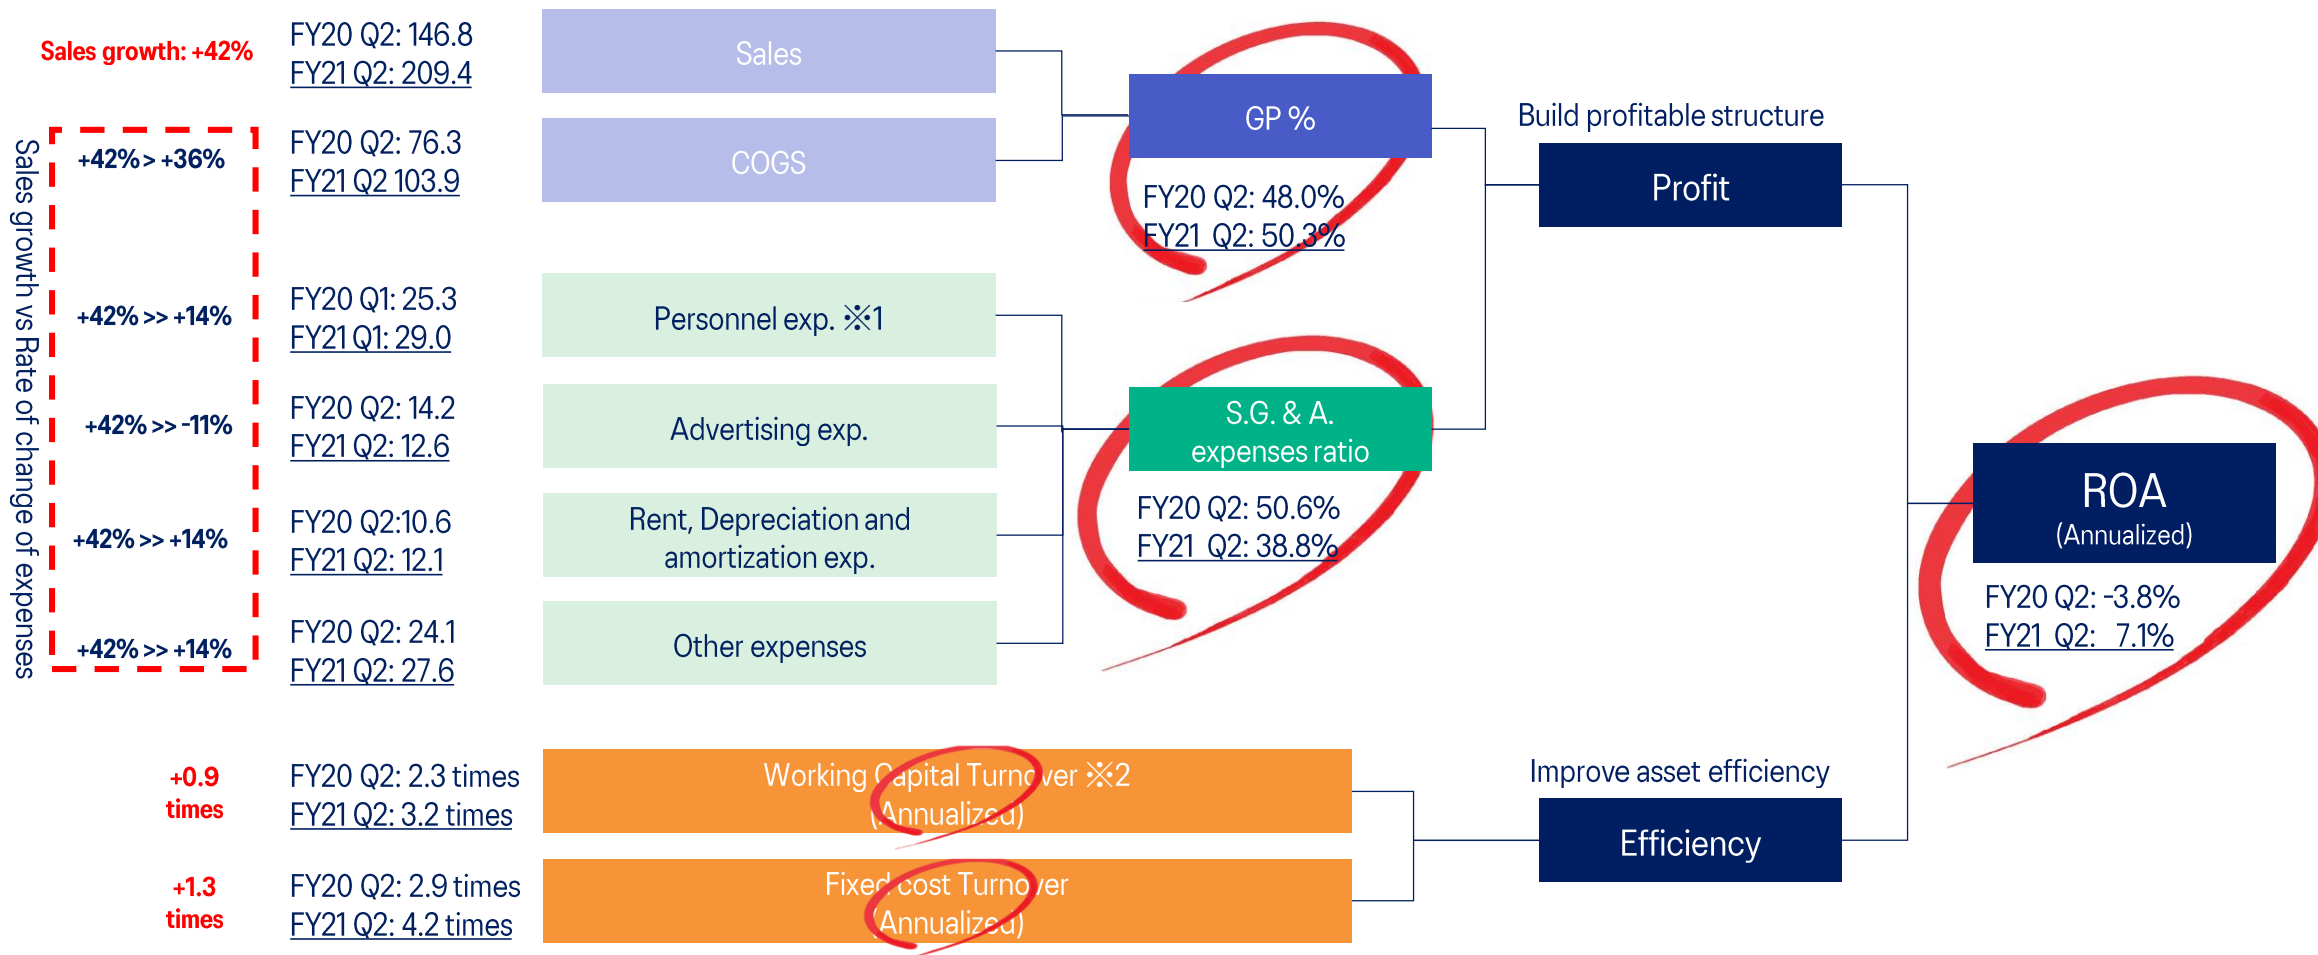 Sales growth: +42%
FY20 Q2: 146.8
FY21 Q2: 209.4
Sales
Sales growth vs Rate of change of expenses
+42% > +36%
FY20 Q2: 76.3
FY21 Q2 103.9
COGS
GP %
FY20 Q2: 48.0%
FY21 Q2: 50.3%
+42% >> +14%
FY20 Q1: 25.3
FY21 Q1: 29.0
Personnel exp. ※1
+42% >> -11%
FY20 Q2: 14.2
FY21 Q2: 12.6
Advertising exp.
+42% >> +14%
FY20 Q2:10.6
FY21 Q2: 12.1
Rent, Depreciation and
amortization exp.
+42% >> +14%
FY20 Q2: 24.1
FY21 Q2: 27.6
Other expenses
S.G. & A.
expenses ratio
FY20 Q2: 50.6%
FY21 Q2: 38.8%
Build profitable structure
Profit
+0.9
times
FY20 Q2: 2.3 times
FY21 Q2: 3.2 times
Working Capital Turnover ※2
(Annualized)
+1.3
times
FY20 Q2: 2.9 times
FY21 Q2: 4.2 times
Fixed cost Turnover
(Annualized)
Improve asset efficiency
Efficiency
ROA
(Annualized)
FY20 Q2: -3.8%
FY21 Q2: 7.1%